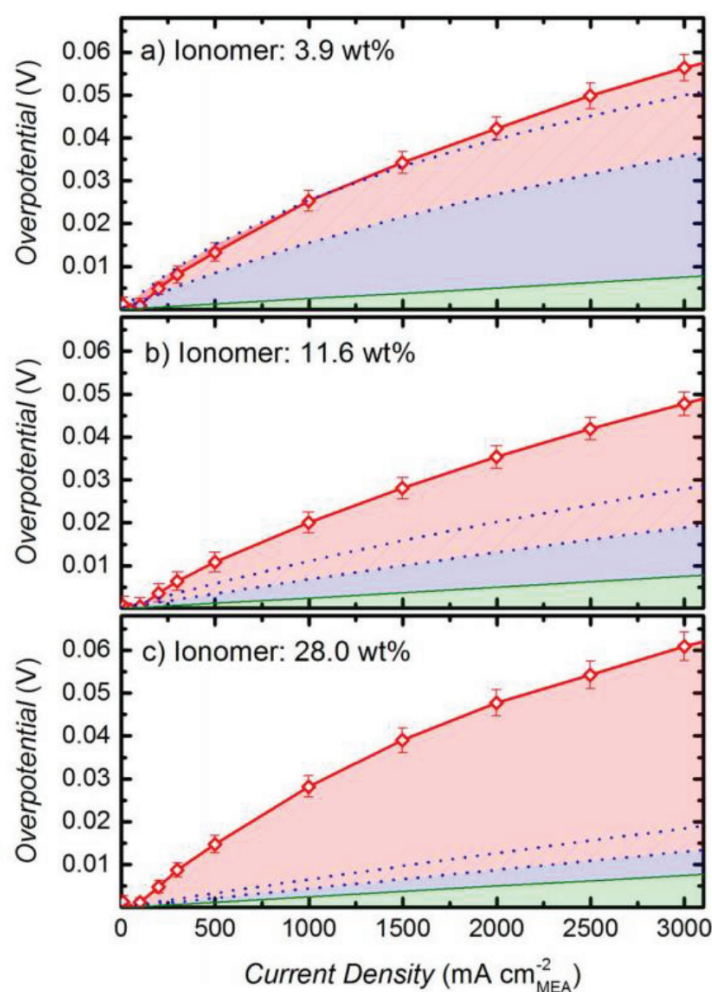 a) Ionomer: 3.9 wt%
Overpotential (V)
0.06
0.05
0.04
0.03
0.02
0.01
b) Ionomer: 11.6 wt%
Overpotential (V)
0.06
0.05
0.04
0.03
0.02
0.01
c) Ionomer: 28.0 wt%
Overpotential (V)
0.06
0.05
0.04
0.03
0.02
0.01
0 500 1000 1500 2000 2500 3000
Current Density (mA cm⁻²MEA)